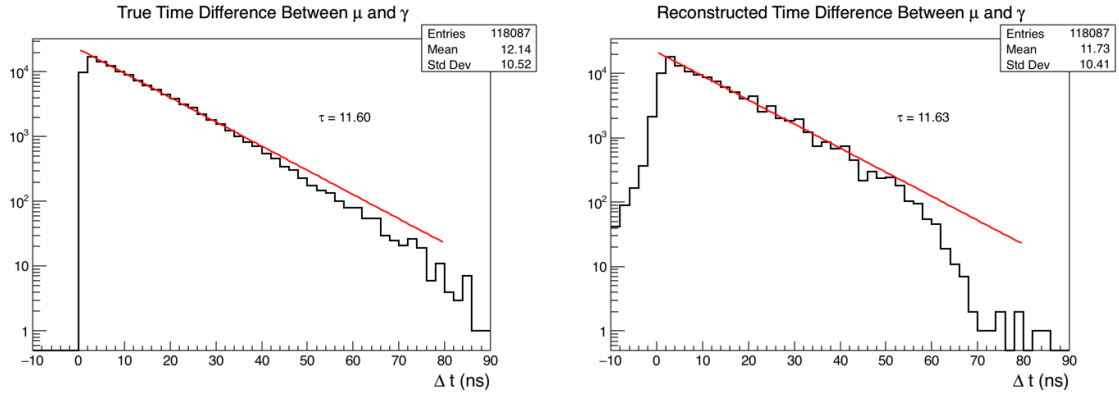 True Time Difference Between μ and γ
Entries 118087
Mean 12.14
Std Dev 10.52
10⁴
10³
10²
10
1
τ = 11.60
−10 0 10 20 30 40 50 60 70 80 90
Δ t (ns)
Reconstructed Time Difference Between μ and γ
Entries 118087
Mean 11.73
Std Dev 10.41
10⁴
10³
10²
10
1
τ = 11.63
−10 0 10 20 30 40 50 60 70 80 90
Δ t (ns)